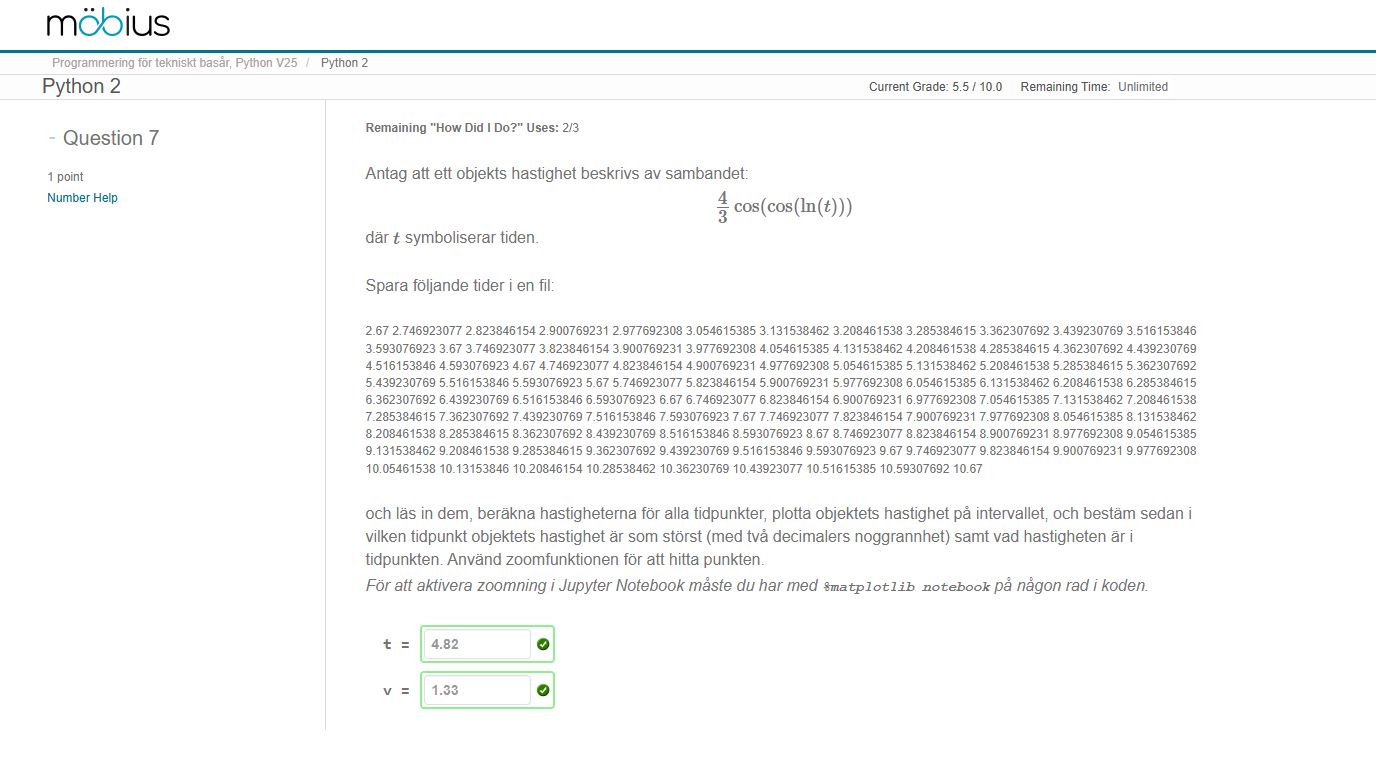 möbius
Programmering för tekniskt basår, Python V25 / Python 2
Python 2
Current Grade: 5.5 / 10.0 Remaining Time: Unlimited
Question 7
1 point
Number Help
Remaining "How Did I Do?" Uses: 2/3
Antag att ett objekts hastighet beskrivs av sambandet:
4/3 cos(cos(ln(t)))
där t symboliserar tiden.
Spara följande tider i en fil:
2.67 2.746923077 2.823846154 2.900769231 2.977692308 3.054615385 3.131538462 3.208461538 3.285384615 3.362307692 3.439230769 3.516153846
3.593076923 3.67 3.746923077 3.823846154 3.900769231 3.977692308 4.054615385 4.131538462 4.208461538 4.285384615 4.362307692 4.439230769
4.516153846 4.593076923 4.67 4.746923077 4.823846154 4.900769231 4.977692308 5.054615385 5.131538462 5.208461538 5.285384615 5.362307692
5.439230769 5.516153846 5.593076923 5.67 5.746923077 5.823846154 5.900769231 5.977692308 6.054615385 6.131538462 6.208461538 6.285384615
6.362307692 6.439230769 6.516153846 6.593076923 6.67 6.746923077 6.823846154 6.900769231 6.977692308 7.054615385 7.131538462 7.208461538
7.285384615 7.362307692 7.439230769 7.516153846 7.593076923 7.67 7.746923077 7.823846154 7.900769231 7.977692308 8.054615385 8.131538462
8.208461538 8.285384615 8.362307692 8.439230769 8.516153846 8.593076923 8.67 8.746923077 8.823846154 8.900769231 8.977692308 9.054615385
9.131538462 9.208461538 9.285384615 9.362307692 9.439230769 9.516153846 9.593076923 9.67 9.746923077 9.823846154 9.900769231 9.977692308
10.05461538 10.13153846 10.20846154 10.28538462 10.36230769 10.43923077 10.51615385 10.59307692 10.67
och läs in dem, beräkna hastigheterna för alla tidpunkter, plotta objektets hastighet på intervallet, och bestäm sedan i
vilken tidpunkt objektets hastighet är som störst (med två decimalers noggrannhet) samt vad hastigheten är i
tidpunkten. Använd zoomfunktionen för att hitta punkten.
För att aktivera zoomning i Jupyter Notebook måste du har med %matplotlib notebook på någon rad i koden.
t = 4.82
v = 1.33